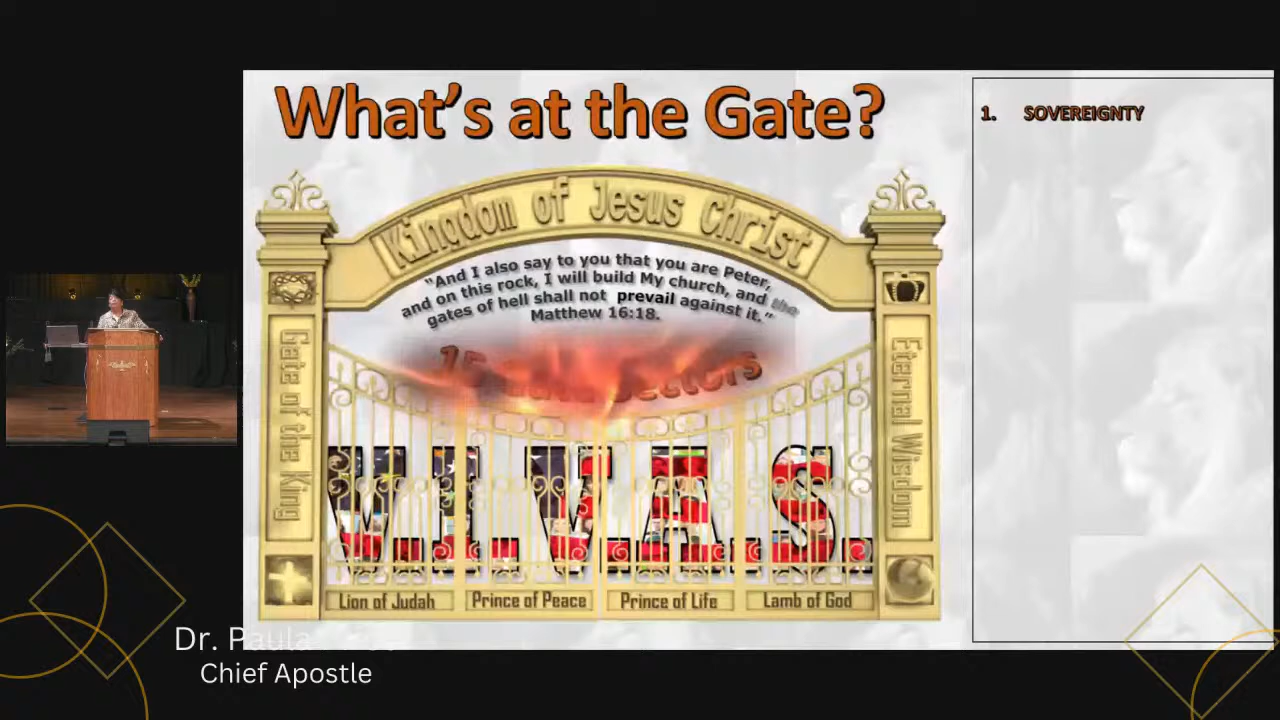 What's at the Gate?
1. SOVEREIGNTY
Kingdom of Jesus Christ
"And I also say to you that you are Peter,
and on this rock, I will build My church, and the
gates of hell shall not prevail against it."
Matthew 16:18.
Gate of the King
Eternal Wisdom
Lion of Judah
Prince of Peace
Prince of Life
Lamb of God
Dr. Paula
Chief Apostle